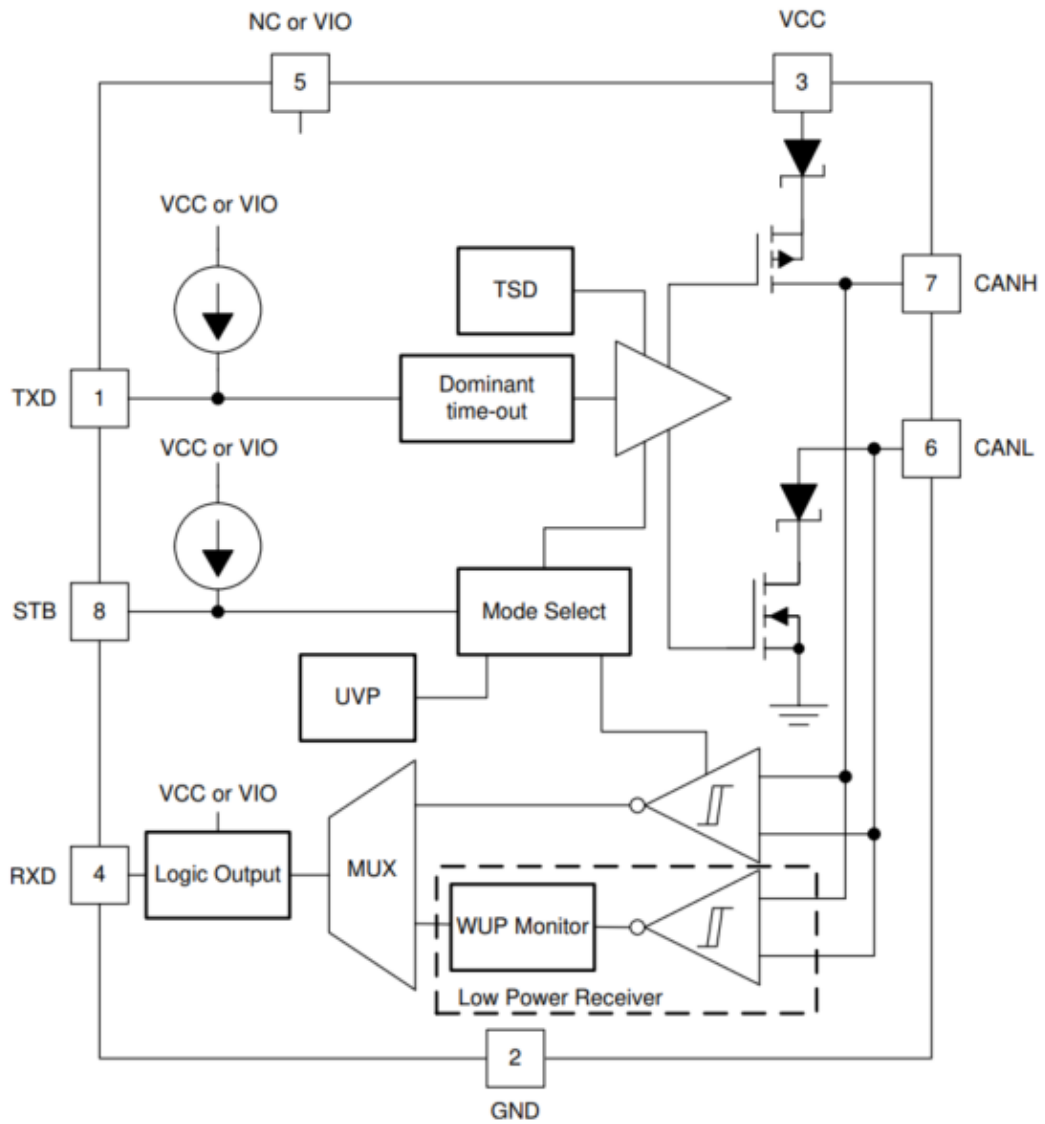 NC or VIO
VCC
5
3
VCC or VIO
TSD
7
CANH
TXD
1
Dominant
time-out
VCC or VIO
6
CANL
STB
8
Mode Select
UVP
VCC or VIO
RXD
4
Logic Output
MUX
WUP Monitor
Low Power Receiver
2
GND